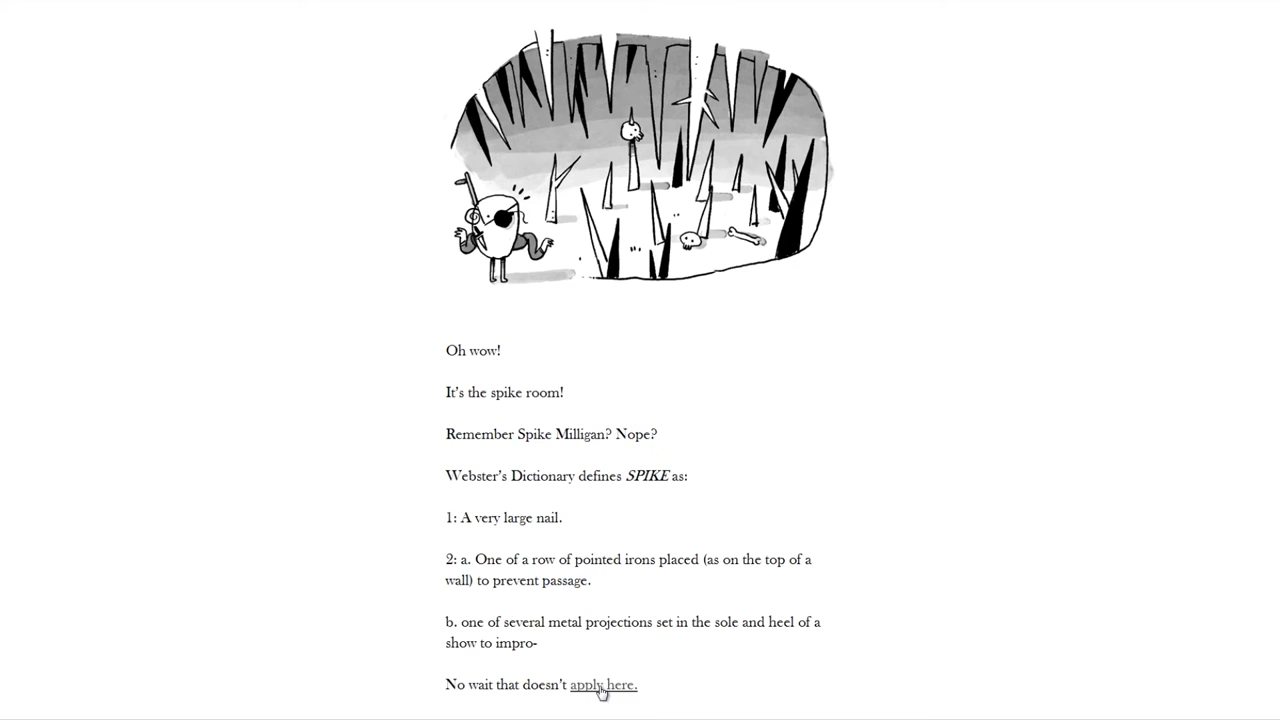 Oh wow!
It's the spike room!
Remember Spike Milligan? Nope?
Webster's Dictionary defines SPIKE as:
1: A very large nail.
2: a. One of a row of pointed irons placed (as on the top of a
wall) to prevent passage.
b. one of several metal projections set in the sole and heel of a
show to impro-
No wait that doesn't apply here.